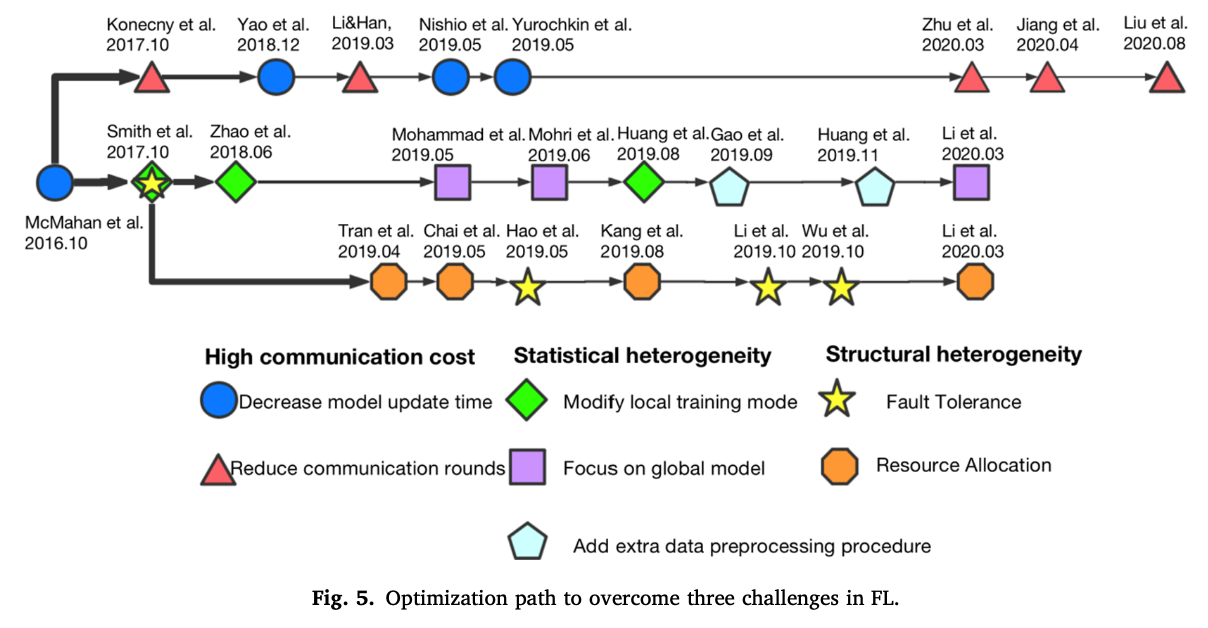 Konecny et al.
2017.10
Yao et al.
2018.12
Li&Han,
2019.03
Nishio et al.
2019.05
Yurochkin et al.
2019.05
Zhu et al.
2020.03
Jiang et al.
2020.04
Liu et al.
2020.08
Smith et al.
2017.10
Zhao et al.
2018.06
Mohammad et al.
2019.05
Mohri et al.
2019.06
Huang et al.
2019.08
Gao et al.
2019.09
Huang et al.
2019.11
Li et al.
2020.03
McMahan et al.
2016.10
Tran et al.
2019.04
Chai et al.
2019.05
Hao et al.
2019.05
Kang et al.
2019.08
Li et al.
2019.10
Wu et al.
2019.10
Li et al.
2020.03
High communication cost
Decrease model update time
Reduce communication rounds
Statistical heterogeneity
Modify local training mode
Focus on global model
Add extra data preprocessing procedure
Structural heterogeneity
Fault Tolerance
Resource Allocation
Fig. 5. Optimization path to overcome three challenges in FL.